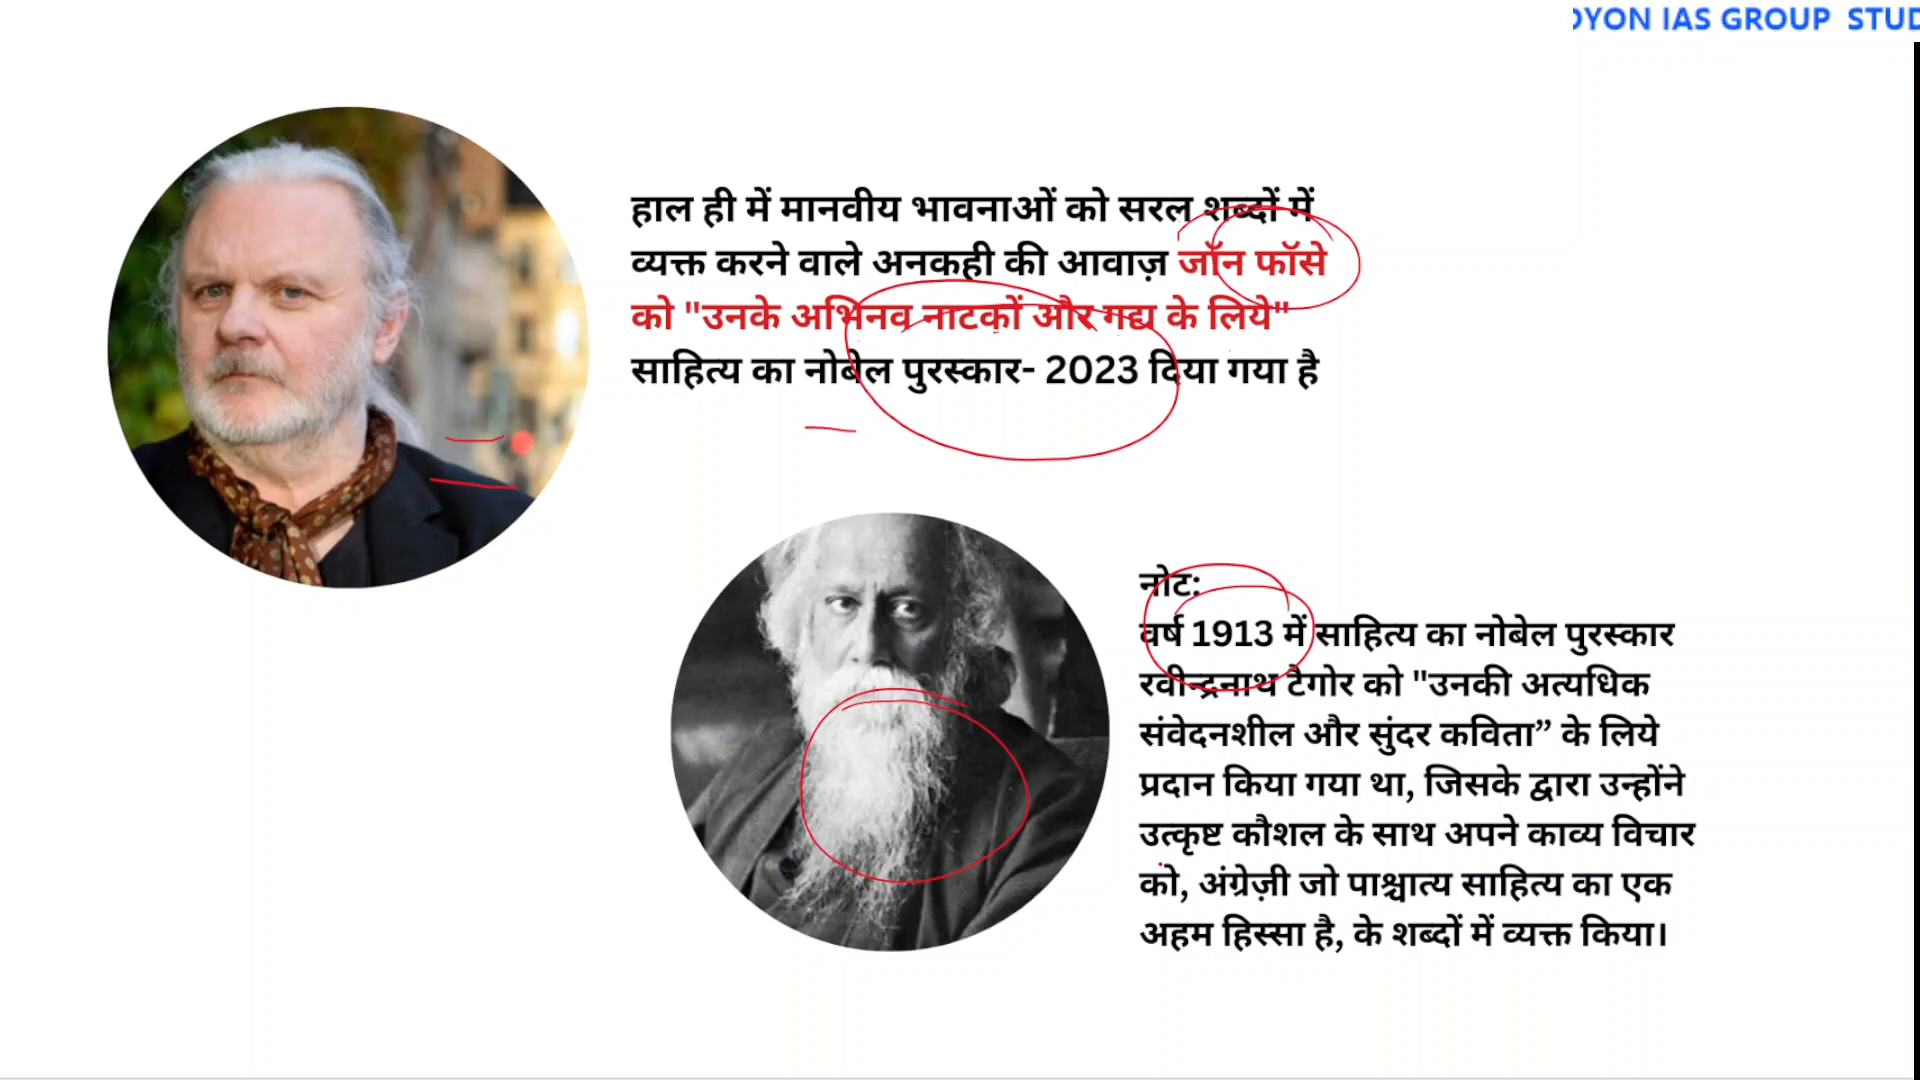 IAS GROUP
हाल ही में मानवीय भावनाओं को सरल शब्दों में
व्यक्त करने वाले अनकही की आवाज़ जॉन फॉसे
को "उनके अभिनव नाटकों और गद्य के लिये"
साहित्य का नोबेल पुरस्कार- 2023 दिया गया है
नोट:
वर्ष 1913 में साहित्य का नोबेल पुरस्कार
रवीन्द्रनाथ टैगोर को "उनकी अत्यधिक
संवेदनशील और सुंदर कविता” के लिये
प्रदान किया गया था, जिसके द्वारा उन्होंने
उत्कृष्ट कौशल के साथ अपने काव्य विचार
को, अंग्रेज़ी जो पाश्चात्य साहित्य का एक
अहम हिस्सा है, के शब्दों में व्यक्त किया।